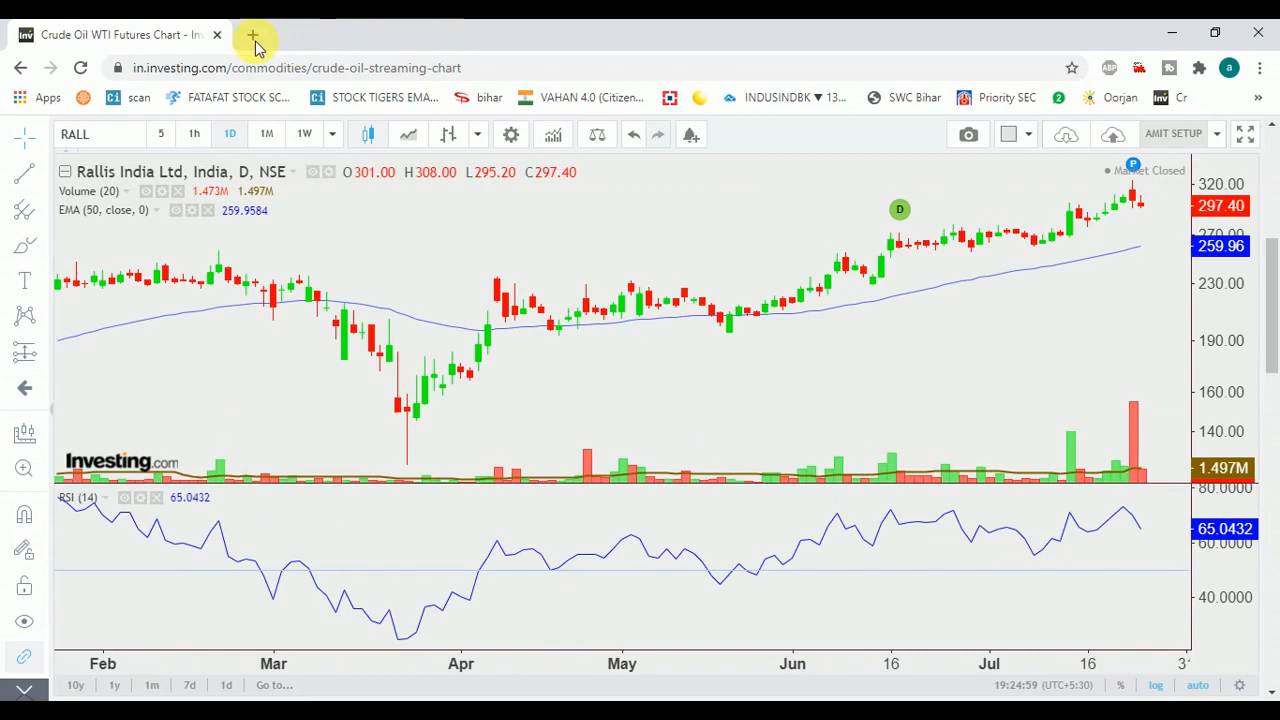 Crude Oil WTI Futures Chart - Inv
in.investing.com/commodities/crude-oil-streaming-chart
Apps scan FATAFAT STOCK SC... STOCK TIGERS EMA... bihar VAHAN 4.0 (Citizen... INDUSINDBK ▼ 13... SWC Bihar Priority SEC 2 Oorjan Cr »
RALL 5 1h 1D 1M 1W AMIT SETUP
Rallis India Ltd, India, D, NSE O301.00 H308.00 L295.20 C297.40
Market Closed
P
Volume (20) 1.473M 1.497M
EMA (50, close, 0) 259.9584
D
320.00
297.40
270.00
259.96
230.00
190.00
160.00
140.00
Investing.com
1.497M
80.0000
RSI (14) 65.0432
65.0432
60.0000
40.0000
Feb Mar Apr May Jun 16 Jul 16
10y 1y 1m 7d 1d Go to... 19:24:59 (UTC+5:30) % log auto